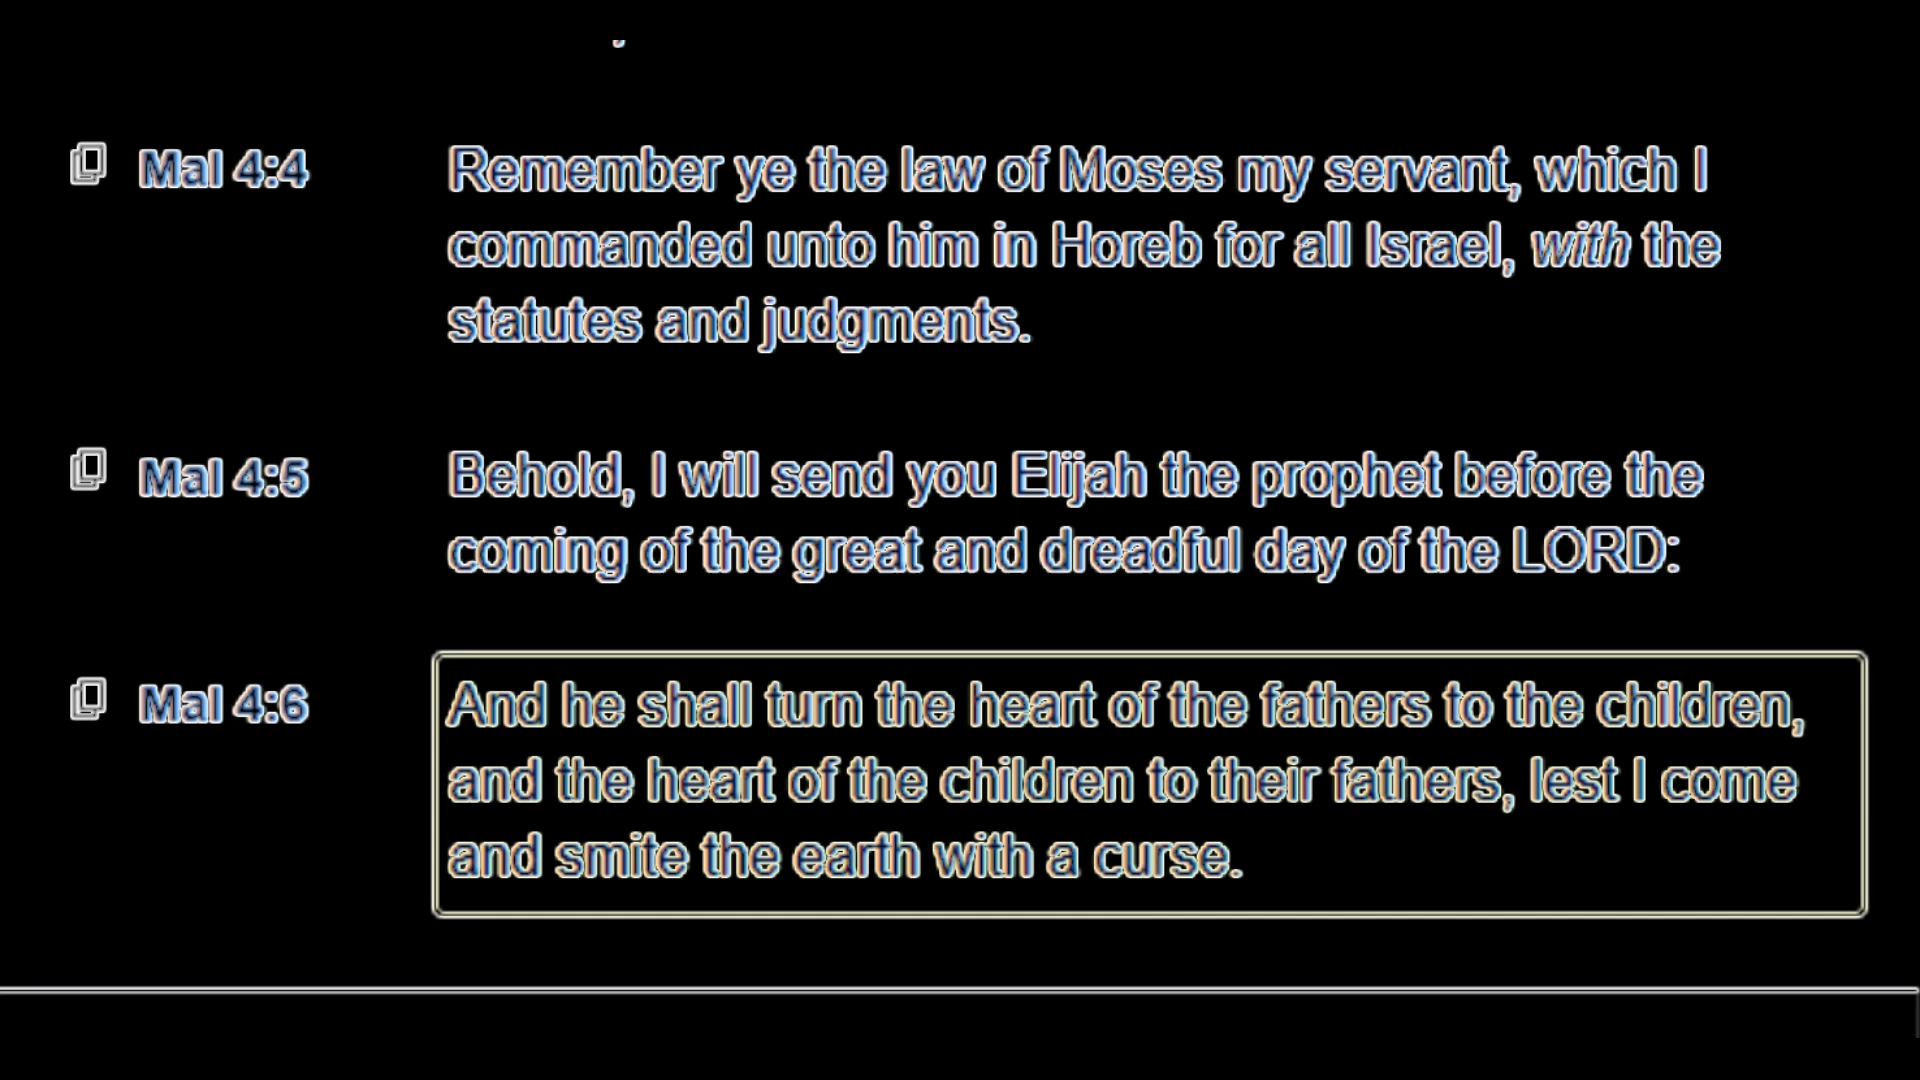 Mal 4:4 Remember ye the law of Moses my servant, which I
commanded unto him in Horeb for all Israel, with the
statutes and judgments.
Mal 4:5 Behold, I will send you Elijah the prophet before the
coming of the great and dreadful day of the LORD:
Mal 4:6 And he shall turn the heart of the fathers to the children,
and the heart of the children to their fathers, lest I come
and smite the earth with a curse.